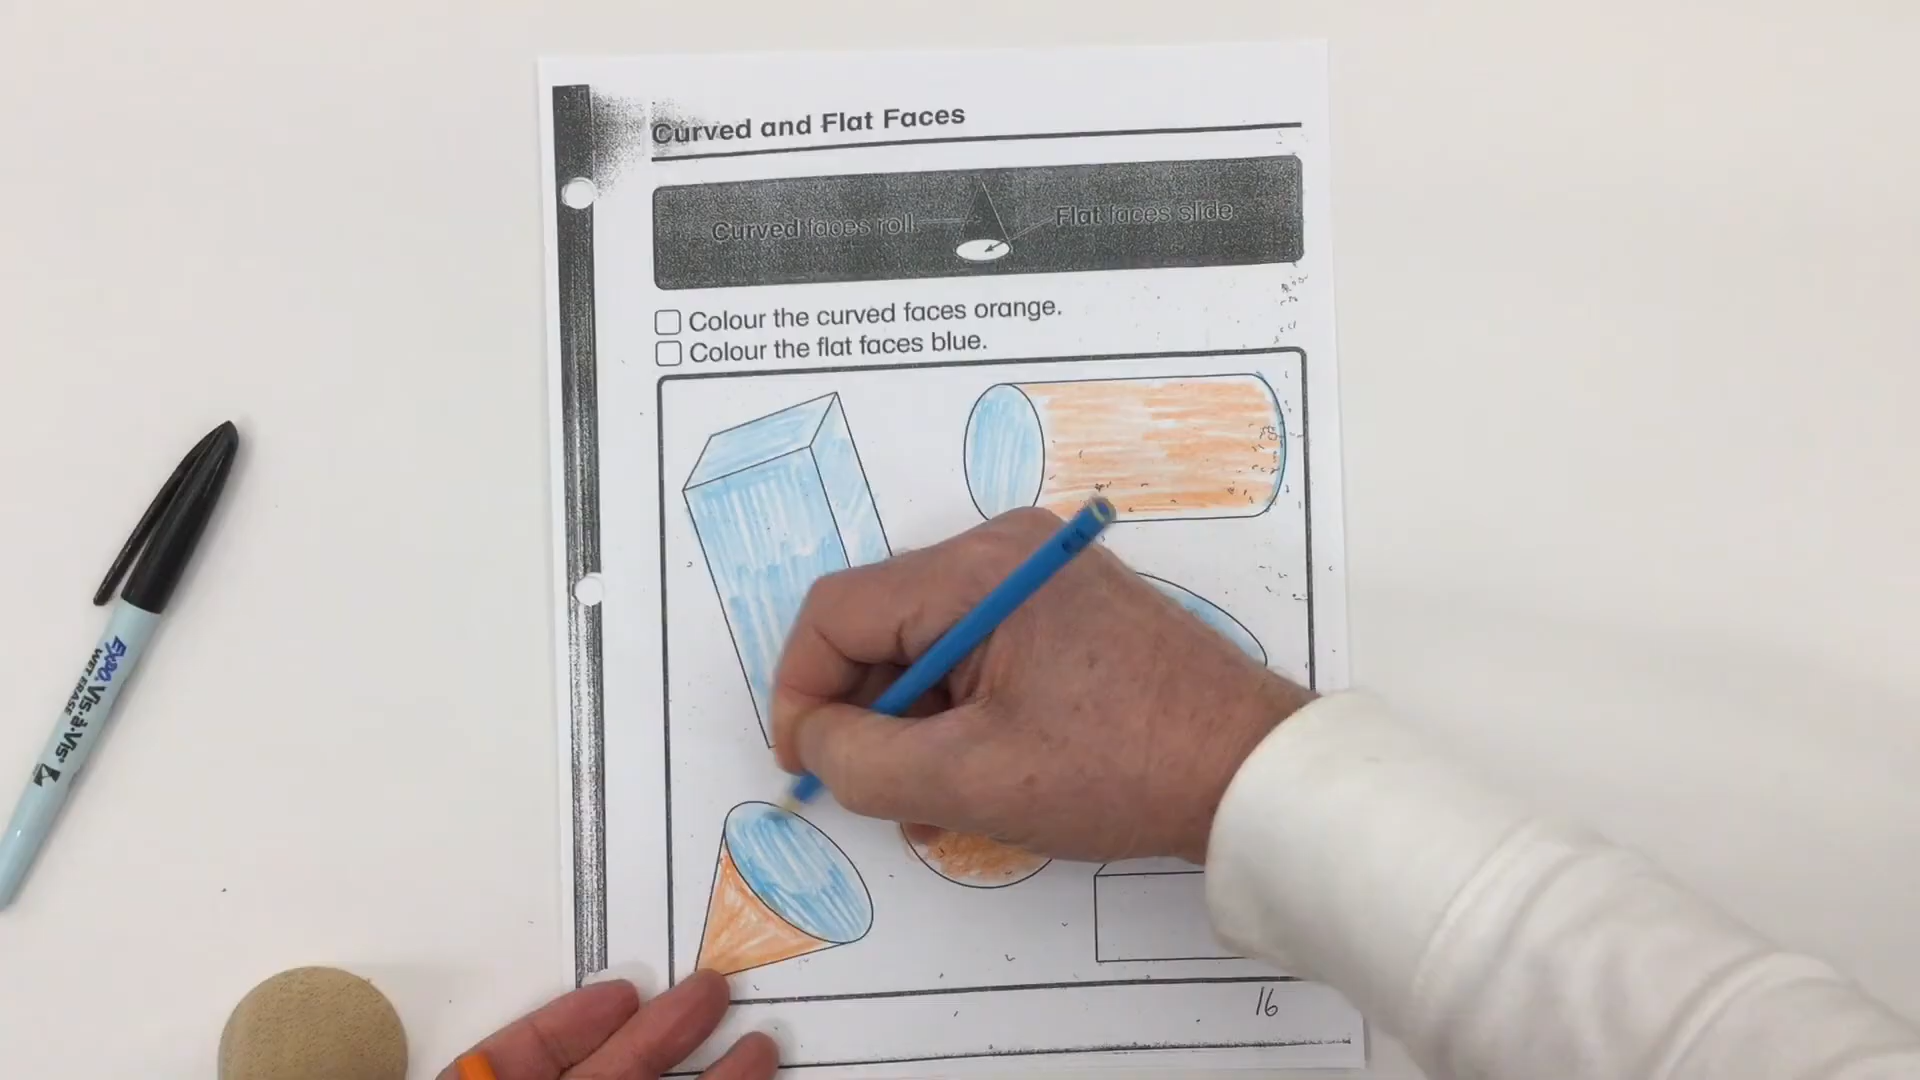 Curved and Flat Faces
Curved faces roll.
Flat faces slide.
Colour the curved faces orange.
Colour the flat faces blue.
EXPO Vis.à.Vis
WET ERASE
16